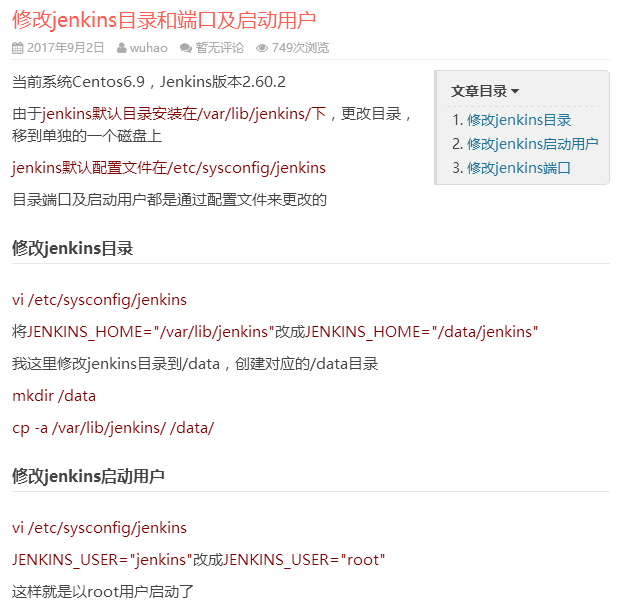 修改jenkins目录和端口及启动用户
2017年9月2日 wuhao 暂无评论 749次浏览
当前系统Centos6.9，Jenkins版本2.60.2
由于jenkins默认目录安装在/var/lib/jenkins/下，更改目录，
移到单独的一个磁盘上
jenkins默认配置文件在/etc/sysconfig/jenkins
目录端口及启动用户都是通过配置文件来更改的
文章目录
1. 修改jenkins目录
2. 修改jenkins启动用户
3. 修改jenkins端口
修改jenkins目录
vi /etc/sysconfig/jenkins
将JENKINS_HOME="/var/lib/jenkins"改成JENKINS_HOME="/data/jenkins"
我这里修改jenkins目录到/data，创建对应的/data目录
mkdir /data
cp -a /var/lib/jenkins/ /data/
修改jenkins启动用户
vi /etc/sysconfig/jenkins
JENKINS_USER="jenkins"改成JENKINS_USER="root"
这样就是以root用户启动了